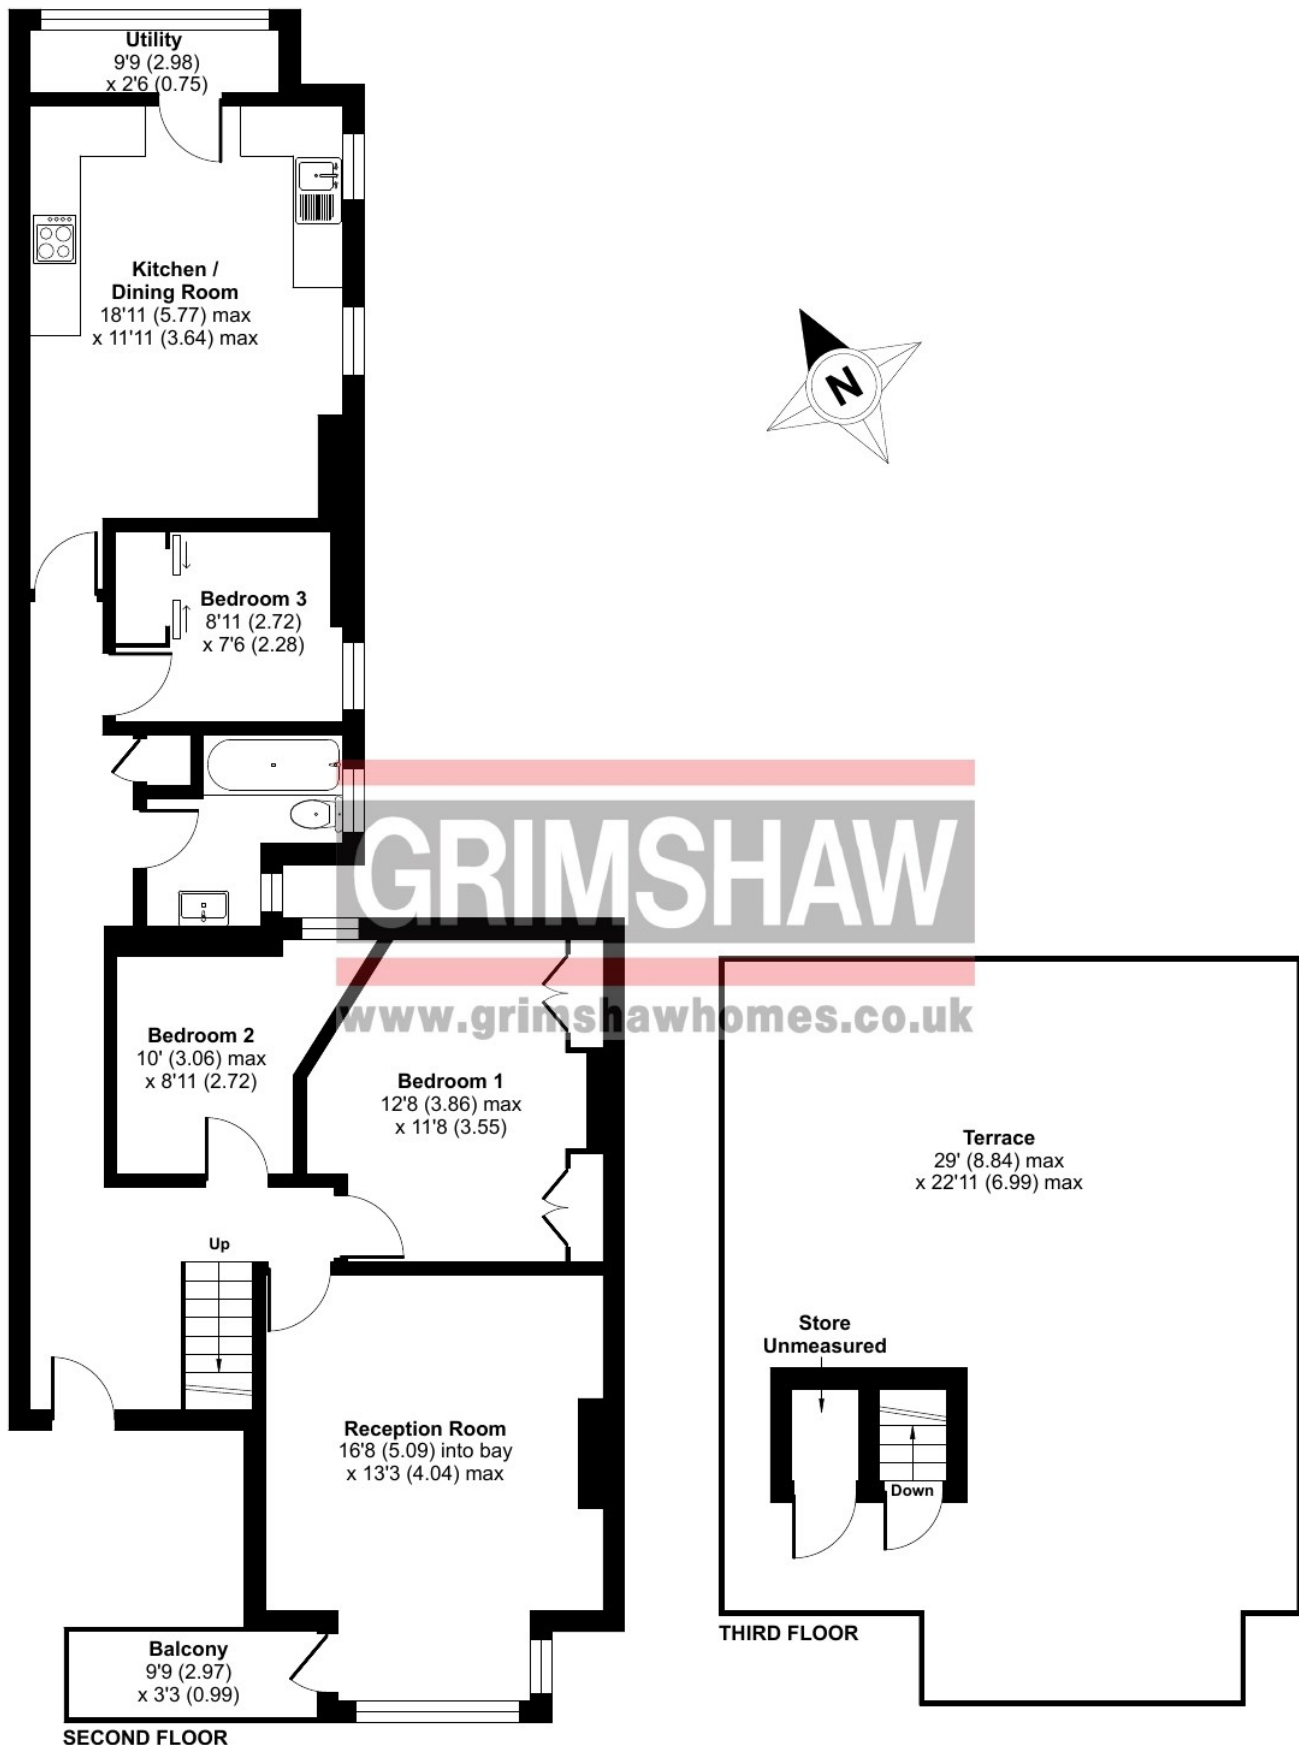 Utility
9'9 (2.98)
x 2'6 (0.75)
Kitchen /
Dining Room
18'11 (5.77) max
x 11'11 (3.64) max
N
Bedroom 3
8'11 (2.72)
x 7'6 (2.28)
GRIMSHAW
www.grimshawhomes.co.uk
Bedroom 2
10' (3.06) max
x 8'11 (2.72)
Bedroom 1
12'8 (3.86) max
x 11'8 (3.55)
Up
Reception Room
16'8 (5.09) into bay
x 13'3 (4.04) max
Balcony
9'9 (2.97)
x 3'3 (0.99)
SECOND FLOOR
Terrace
29' (8.84) max
x 22'11 (6.99) max
Store
Unmeasured
Down
THIRD FLOOR